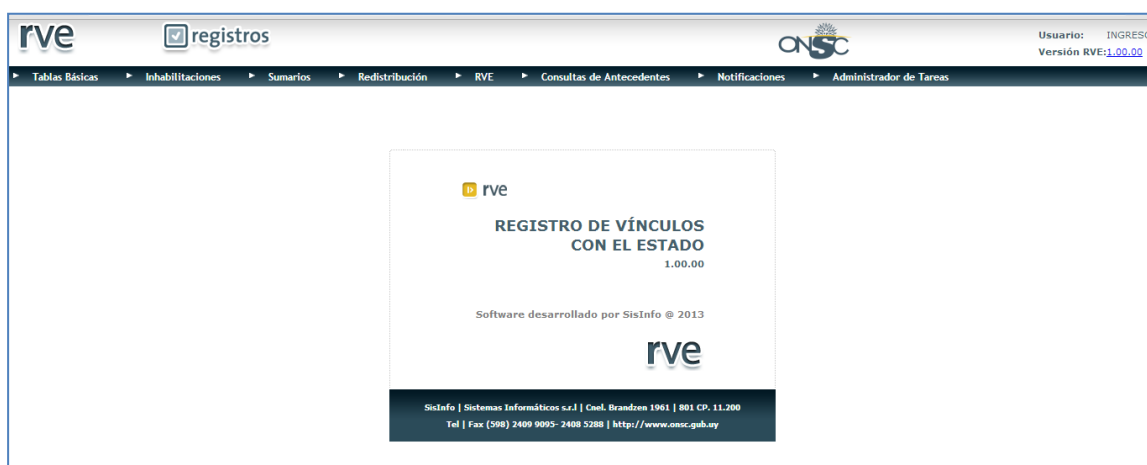 rve
registros
ONSC
Usuario: INGRESO
Versión RVE:1.00.00
Tablas Básicas Inhabilitaciones Sumarios Redistribución RVE Consultas de Antecedentes Notificaciones Administrador de Tareas
rve
REGISTRO DE VÍNCULOS
CON EL ESTADO
1.00.00
Software desarrollado por SisInfo @ 2013
rve
SisInfo | Sistemas Informáticos s.r.l | Cnel. Brandzen 1961 | 801 CP. 11.200
Tel | Fax (598) 2409 9095- 2408 5288 | http://www.onsc.gub.uy